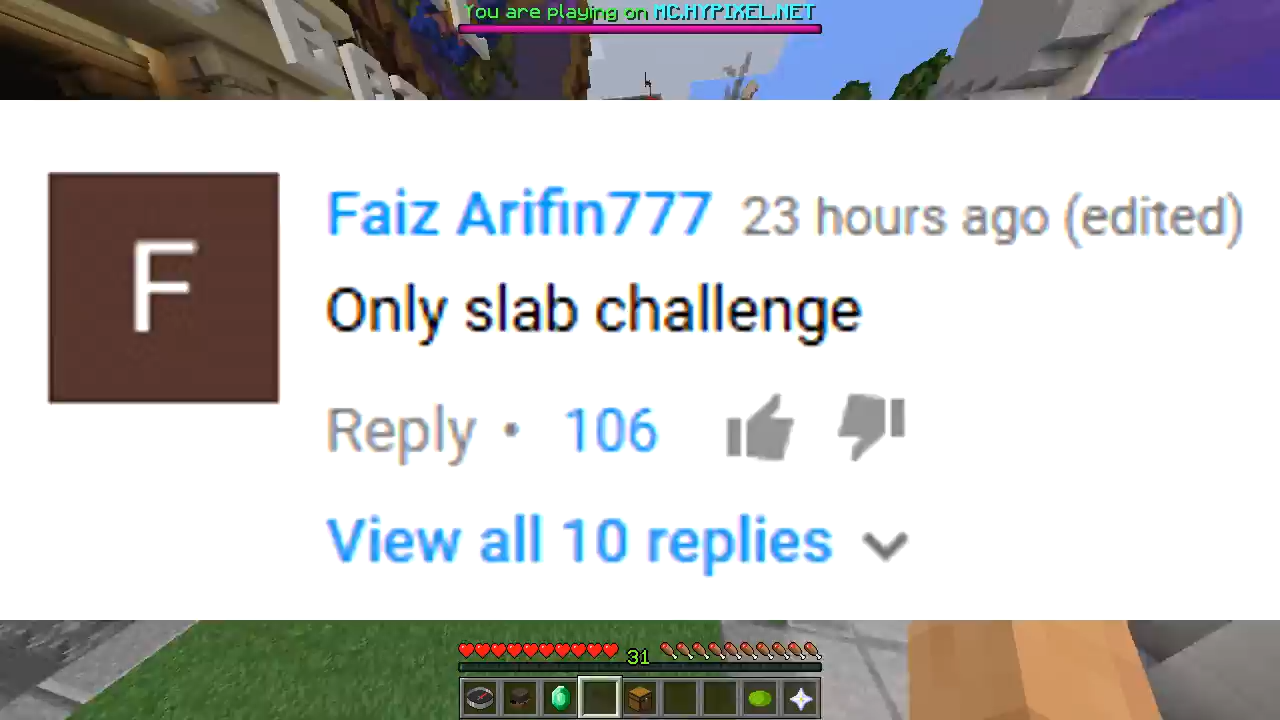 You are playing on MC.HYPIXEL.NET
F
Faiz Arifin777 23 hours ago (edited)
Only slab challenge
Reply • 106
View all 10 replies
31